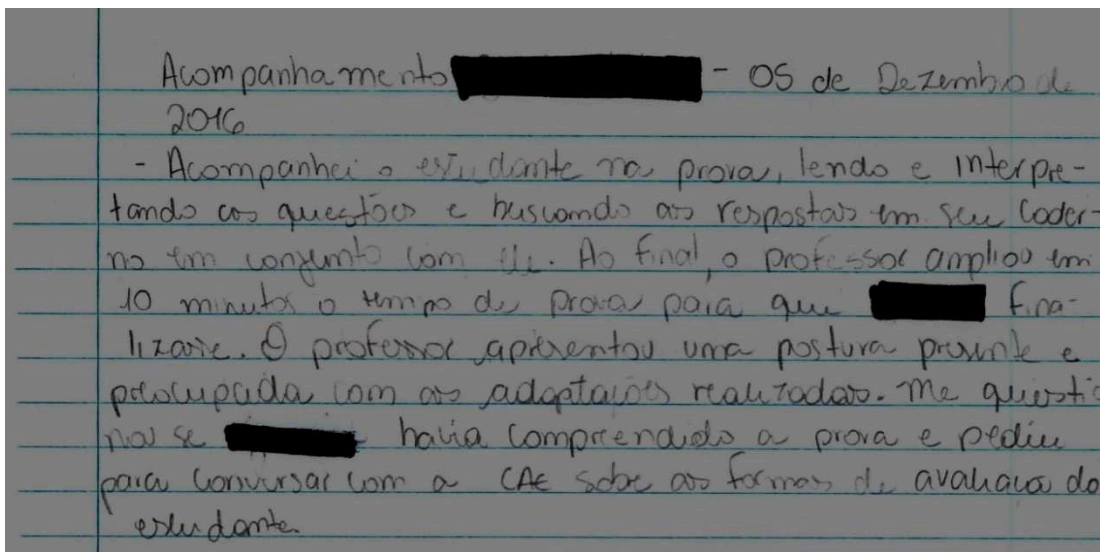 Acompanhamento - 05 de Dezembro de
2016
- Acompanhei o estudante na prova, lendo e interpre-
tando as questões e buscando as respostas em seu cader-
no em conjunto com ele. Ao final, o professor ampliou em
10 minutos o tempo de prova para que fina-
lizasse. O professor apresentou uma postura presente e
preocupada com as adaptações realizadas. Me questio
nou se havia compreendido a prova e pediu
para conversar com a CAE sobe as formas de avaliacao do
estudante.